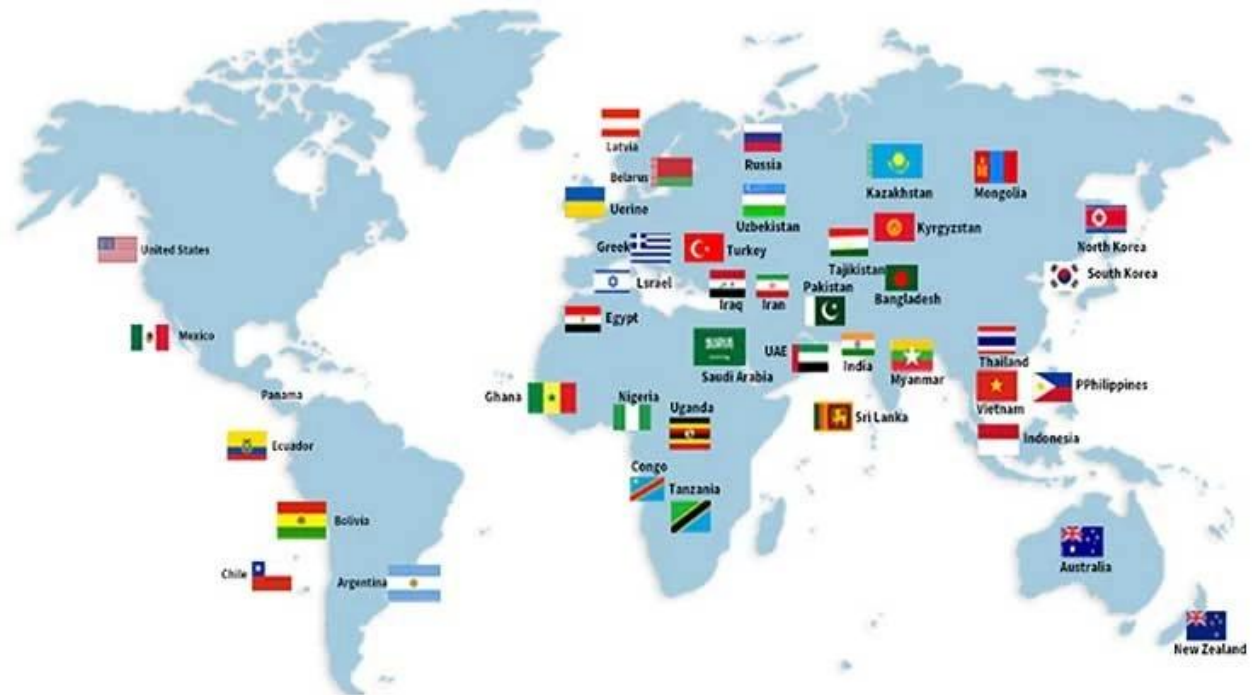 Latvia
Russia
Belarus
Kazakhstan
Mongolia
Uerine
Uzbekistan
Kyrgyzstan
North Korea
United States
Greek
Turkey
Tajikistan
South Korea
Lsrael
Iraq
Iran
Pakistan
Bangladesh
Egypt
Mexico
UAE
India
Thailand
Saudi Arabia
Myanmar
PPhilippines
Panama
Ghana
Nigeria
Uganda
Vietnam
Sri Lanka
Indonesia
Ecuador
Congo
Tanzania
Bolivia
Australia
Chile
Argentina
New Zealand